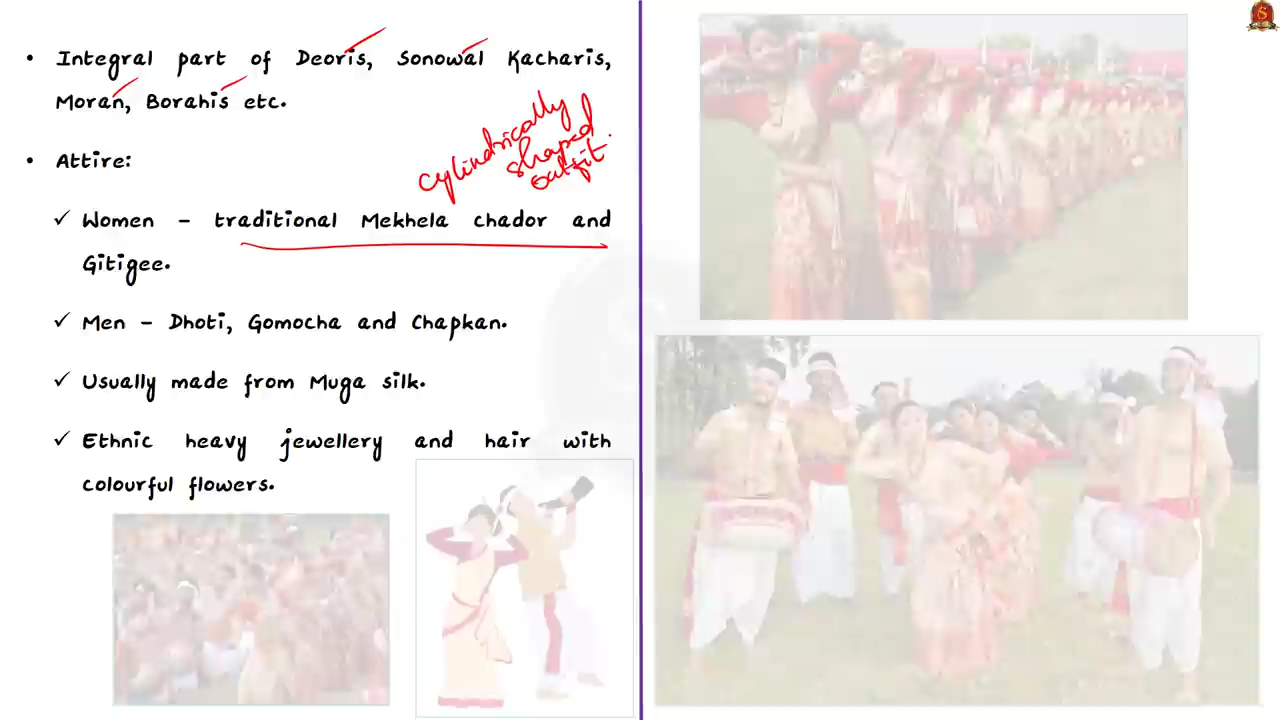 • Integral part of Deoris, Sonowal Kacharis,
Moran, Borahis etc.
• Attire:
cylindrically
shaped
outfit.
✓ Women - traditional Mekhela chador and
Gitigee.
✓ Men - Dhoti, Gomocha and Chapkan.
✓ Usually made from Muga silk.
✓ Ethnic heavy jewellery and hair with
colourful flowers.